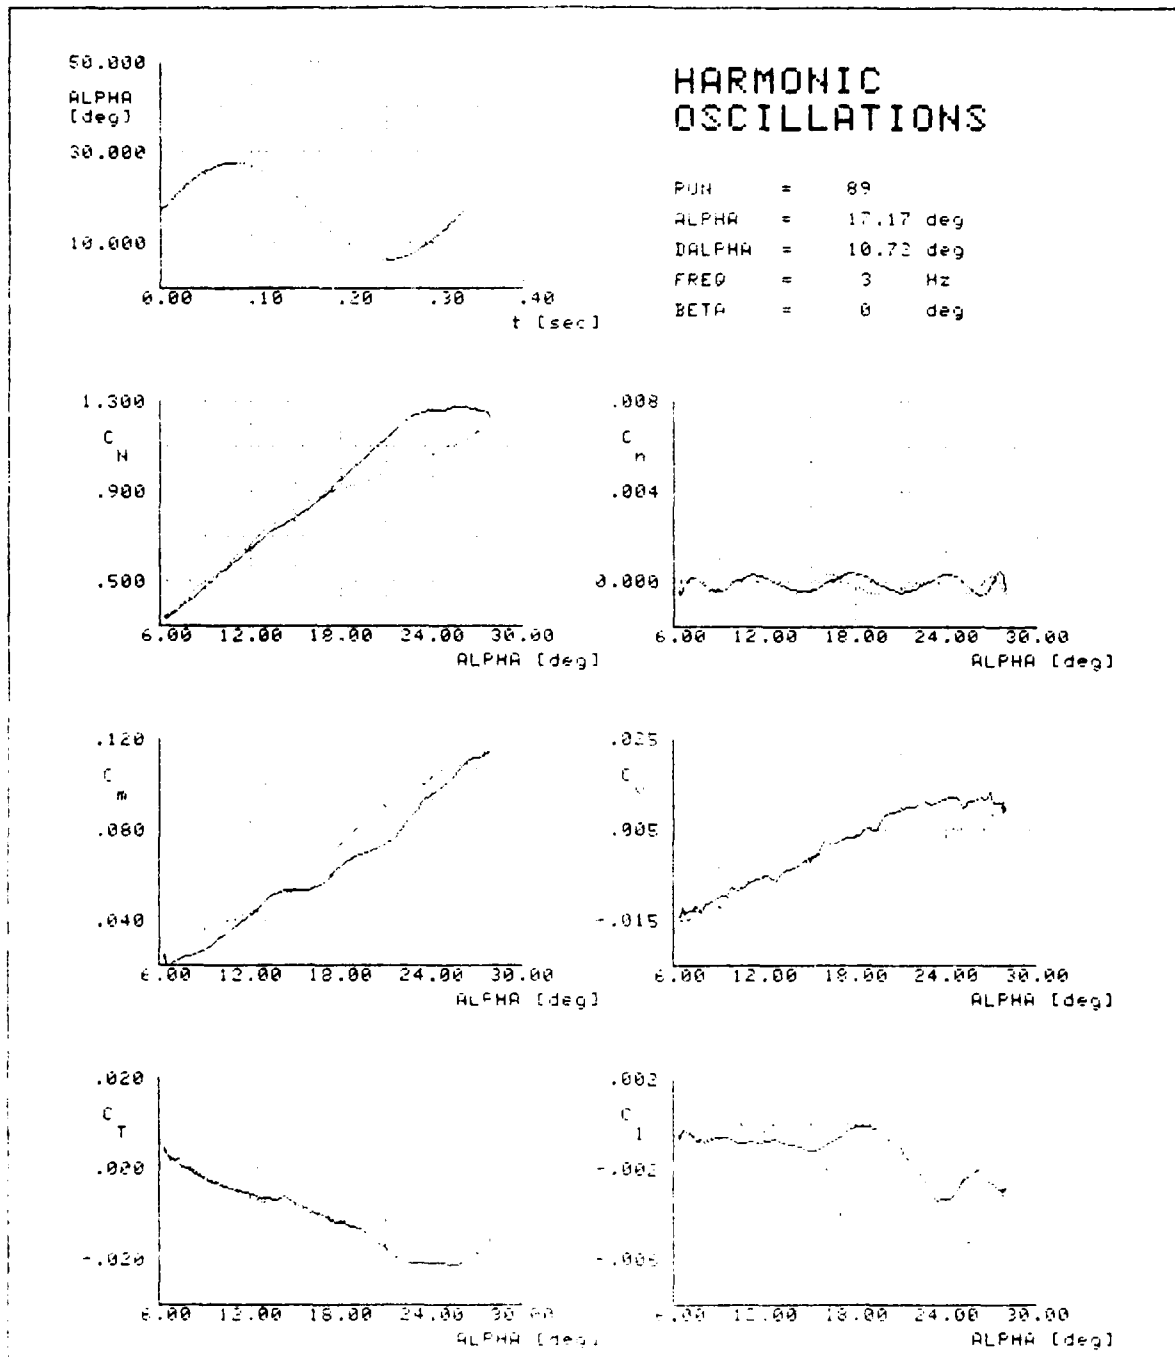 HARMONIC
OSCILLATIONS
RUN = 89
ALPHA = 17.17 deg
DALPHA = 10.72 deg
FREQ = 3 Hz
BETA = 0 deg
50.000
ALPHA
[deg]
30.000
10.000
0.00 .10 .20 .30 .40
t [sec]
1.300
C
N
.900
.500
6.00 12.00 18.00 24.00 30.00
ALPHA [deg]
.008
C
n
.004
0.000
6.00 12.00 18.00 24.00 30.00
ALPHA [deg]
.120
C
m
.080
.040
6.00 12.00 18.00 24.00 30.00
ALPHA [deg]
.025
C
.005
-.015
6.00 12.00 18.00 24.00 30.00
ALPHA [deg]
.020
C
T
.000
-.020
6.00 12.00 18.00 24.00 30.00
ALPHA [deg]
.002
C
l
-.002
-.006
6.00 12.00 18.00 24.00 30.00
ALPHA [deg]